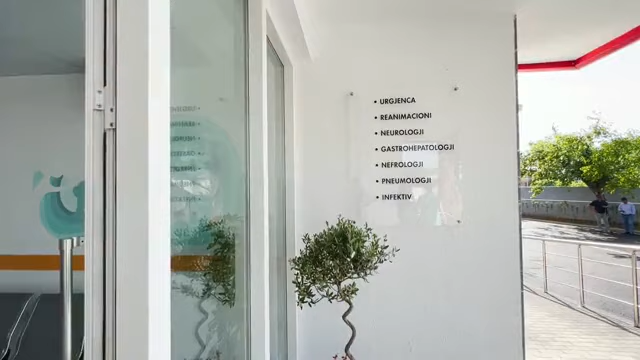 • URGJENCA
• REANIMACIONI
• NEUROLOGJI
• GASTROHEPATOLOGJI
• NEFROLOGJI
• PNEUMOLOGJI
• INFEKTIV